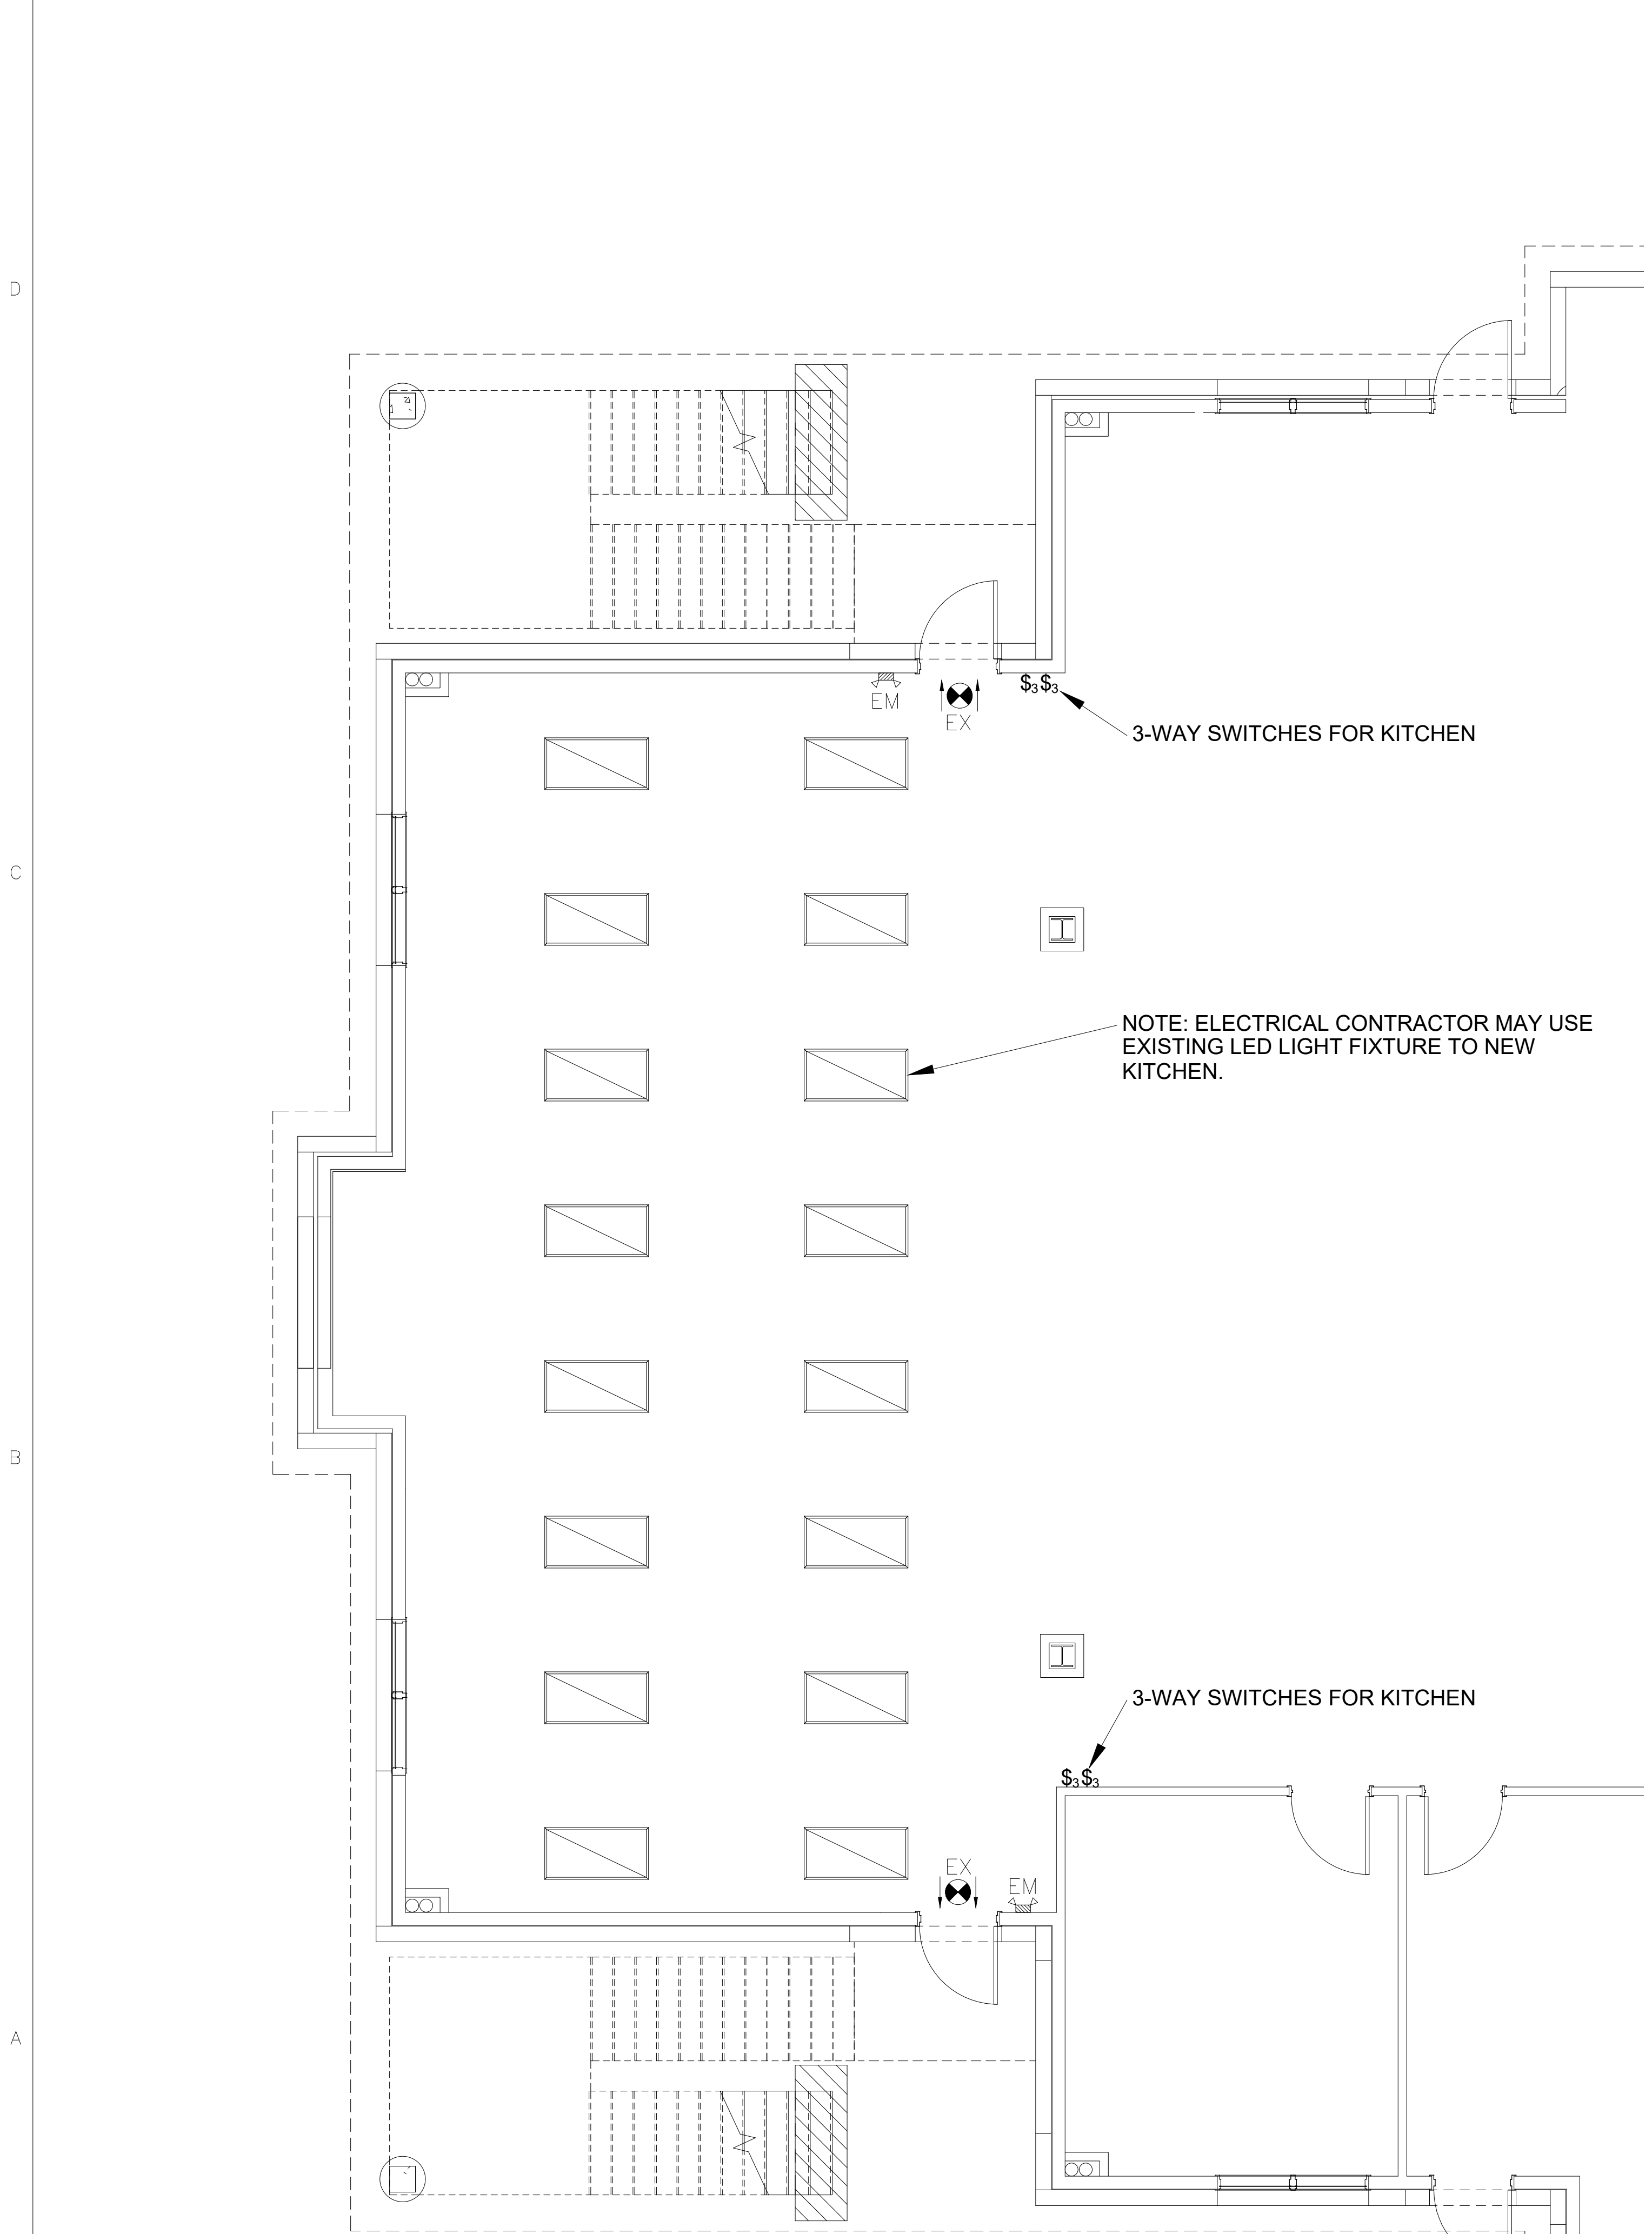 D
EM
EX
$3 $3
3-WAY SWITCHES FOR KITCHEN
C
NOTE: ELECTRICAL CONTRACTOR MAY USE
EXISTING LED LIGHT FIXTURE TO NEW
KITCHEN.
B
3-WAY SWITCHES FOR KITCHEN
$3 $3
EX
EM
A